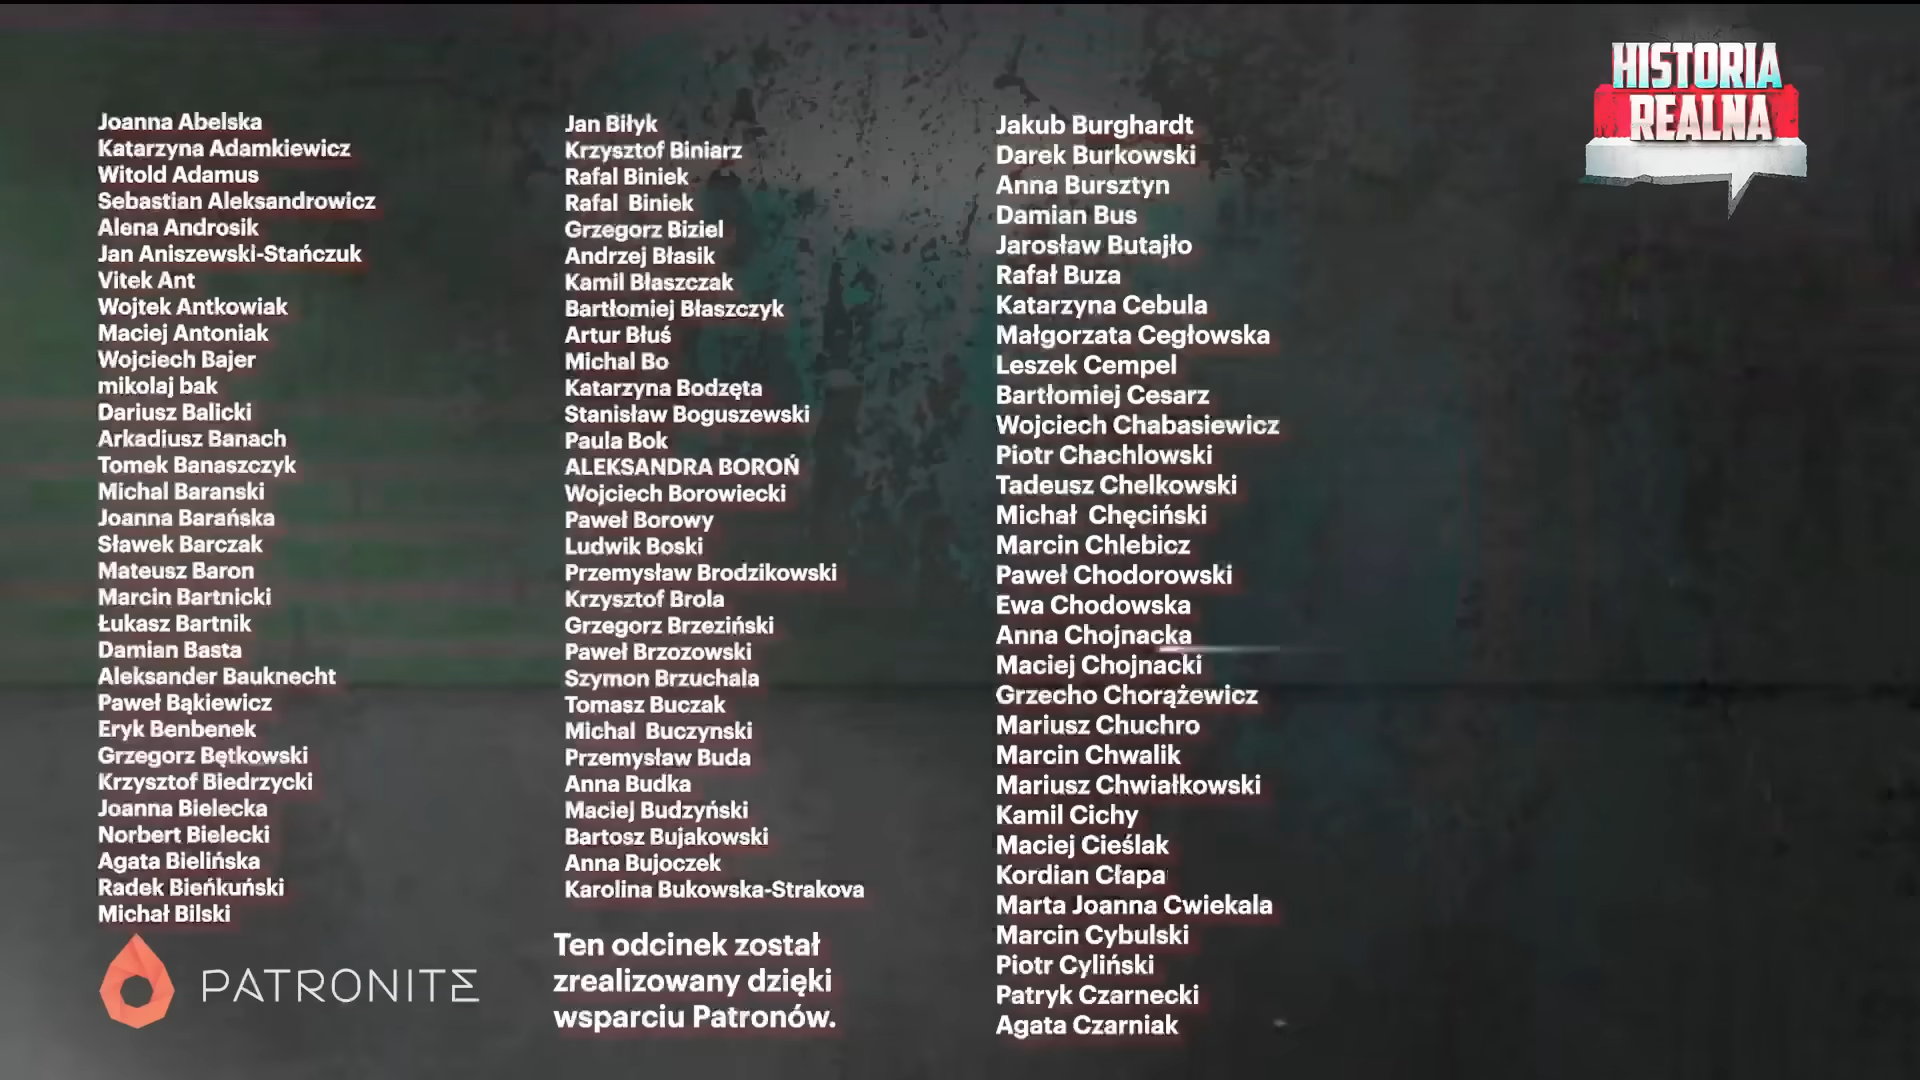 HISTORIA
REALNA
Joanna Abelska
Katarzyna Adamkiewicz
Witold Adamus
Sebastian Aleksandrowicz
Alena Androsik
Jan Aniszewski-Stańczuk
Vitek Ant
Wojtek Antkowiak
Maciej Antoniak
Wojciech Bajer
mikolaj bak
Dariusz Balicki
Arkadiusz Banach
Tomek Banaszczyk
Michal Baranski
Joanna Barańska
Sławek Barczak
Mateusz Baron
Marcin Bartnicki
Łukasz Bartnik
Damian Basta
Aleksander Bauknecht
Paweł Bąkiewicz
Eryk Benbenek
Grzegorz Bętkowski
Krzysztof Biedrzycki
Joanna Bielecka
Norbert Bielecki
Agata Bielińska
Radek Bieńkuński
Michał Bilski
Jan Biłyk
Krzysztof Biniarz
Rafal Biniek
Rafal  Biniek
Grzegorz Biziel
Andrzej Błasik
Kamil Błaszczak
Bartłomiej Błaszczyk
Artur Błuś
Michal Bo
Katarzyna Bodzęta
Stanisław Boguszewski
Paula Bok
ALEKSANDRA BOROŃ
Wojciech Borowiecki
Paweł Borowy
Ludwik Boski
Przemysław Brodzikowski
Krzysztof Brola
Grzegorz Brzeziński
Paweł Brzozowski
Szymon Brzuchala
Tomasz Buczak
Michal  Buczynski
Przemysław Buda
Anna Budka
Maciej Budzyński
Bartosz Bujakowski
Anna Bujoczek
Karolina Bukowska-Strakova
Jakub Burghardt
Darek Burkowski
Anna Bursztyn
Damian Bus
Jarosław Butajło
Rafał Buza
Katarzyna Cebula
Małgorzata Cegłowska
Leszek Cempel
Bartłomiej Cesarz
Wojciech Chabasiewicz
Piotr Chachlowski
Tadeusz Chelkowski
Michał  Chęciński
Marcin Chlebicz
Paweł Chodorowski
Ewa Chodowska
Anna Chojnacka
Maciej Chojnacki
Grzecho Chorążewicz
Mariusz Chuchro
Marcin Chwalik
Mariusz Chwiałkowski
Kamil Cichy
Maciej Cieślak
Kordian Cłapa
Marta Joanna Cwiekala
Marcin Cybulski
Piotr Cyliński
Patryk Czarnecki
Agata Czarniak
PATRONITE
Ten odcinek został
zrealizowany dzięki
wsparciu Patronów.